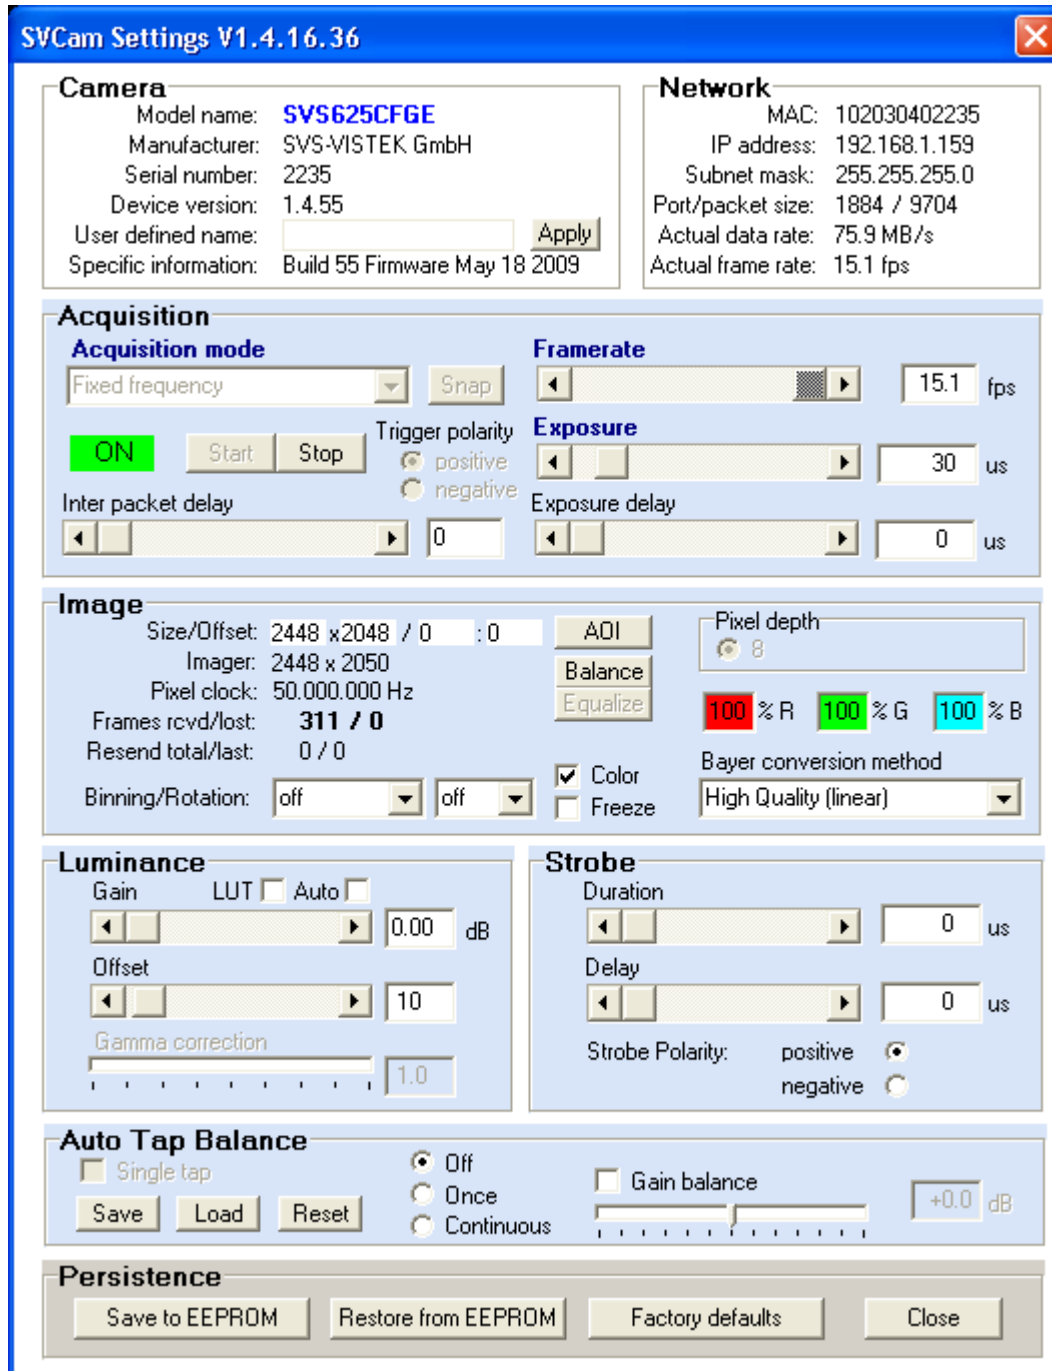 SVCam Settings V1.4.16.36
Camera
Model name: SVS625CFGE
Manufacturer: SVS-VISTEK GmbH
Serial number: 2235
Device version: 1.4.55
User defined name: Apply
Specific information: Build 55 Firmware May 18 2009
Network
MAC: 102030402235
IP address: 192.168.1.159
Subnet mask: 255.255.255.0
Port/packet size: 1884 / 9704
Actual data rate: 75.9 MB/s
Actual frame rate: 15.1 fps
Acquisition
Acquisition mode
Fixed frequency Snap
ON Start Stop
Trigger polarity
positive
negative
Inter packet delay
0
Framerate
15.1 fps
Exposure
30 us
Exposure delay
0 us
Image
Size/Offset: 2448 x2048 / 0 :0
Imager: 2448 x 2050
Pixel clock: 50.000.000 Hz
Frames rcvd/lost: 311 / 0
Resend total/last: 0 / 0
Binning/Rotation: off off
AOI
Balance
Equalize
Color
Freeze
Pixel depth
8
100 % R 100 % G 100 % B
Bayer conversion method
High Quality (linear)
Luminance
Gain LUT Auto
0.00 dB
Offset
10
Gamma correction
1.0
Strobe
Duration
0 us
Delay
0 us
Strobe Polarity: positive
negative
Auto Tap Balance
Single tap
Save Load Reset
Off
Once
Continuous
Gain balance
+0.0 dB
Persistence
Save to EEPROM Restore from EEPROM Factory defaults Close